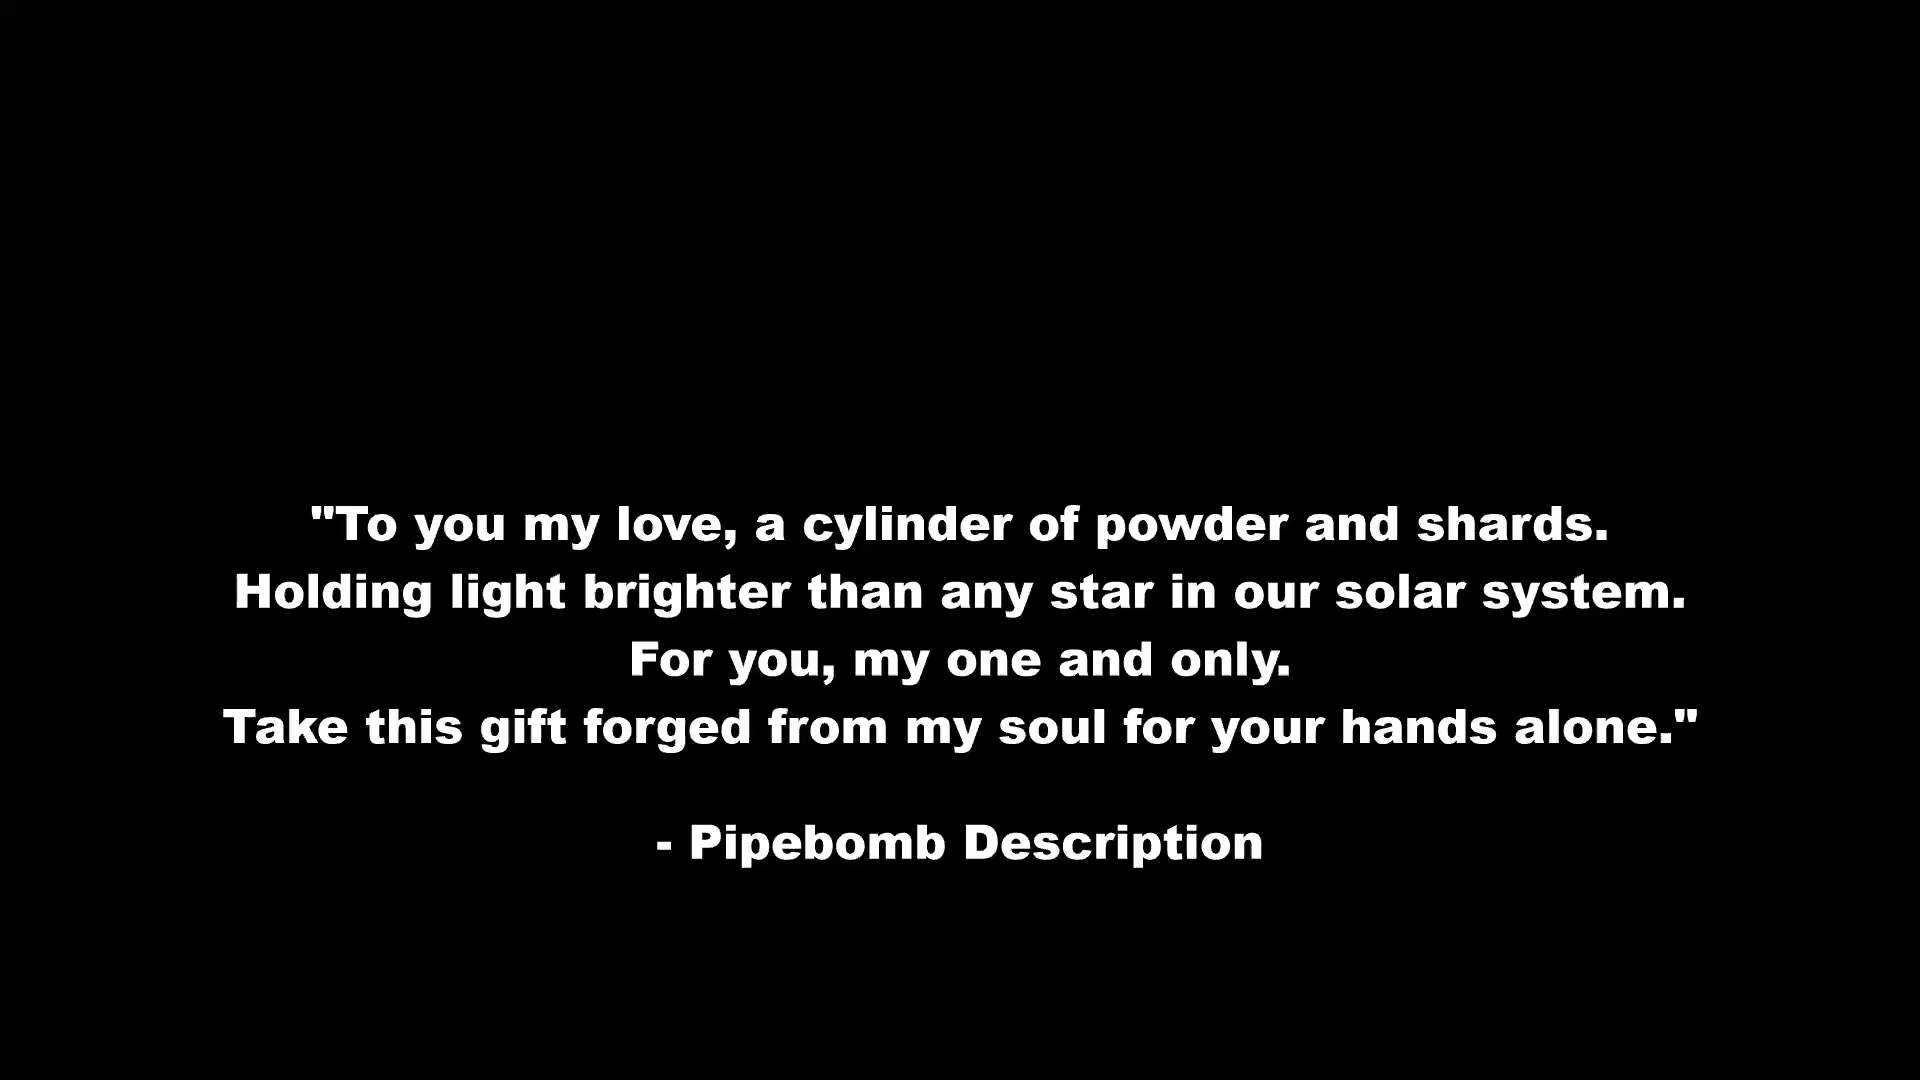 "To you my love, a cylinder of powder and shards.
Holding light brighter than any star in our solar system.
For you, my one and only.
Take this gift forged from my soul for your hands alone."
- Pipebomb Description